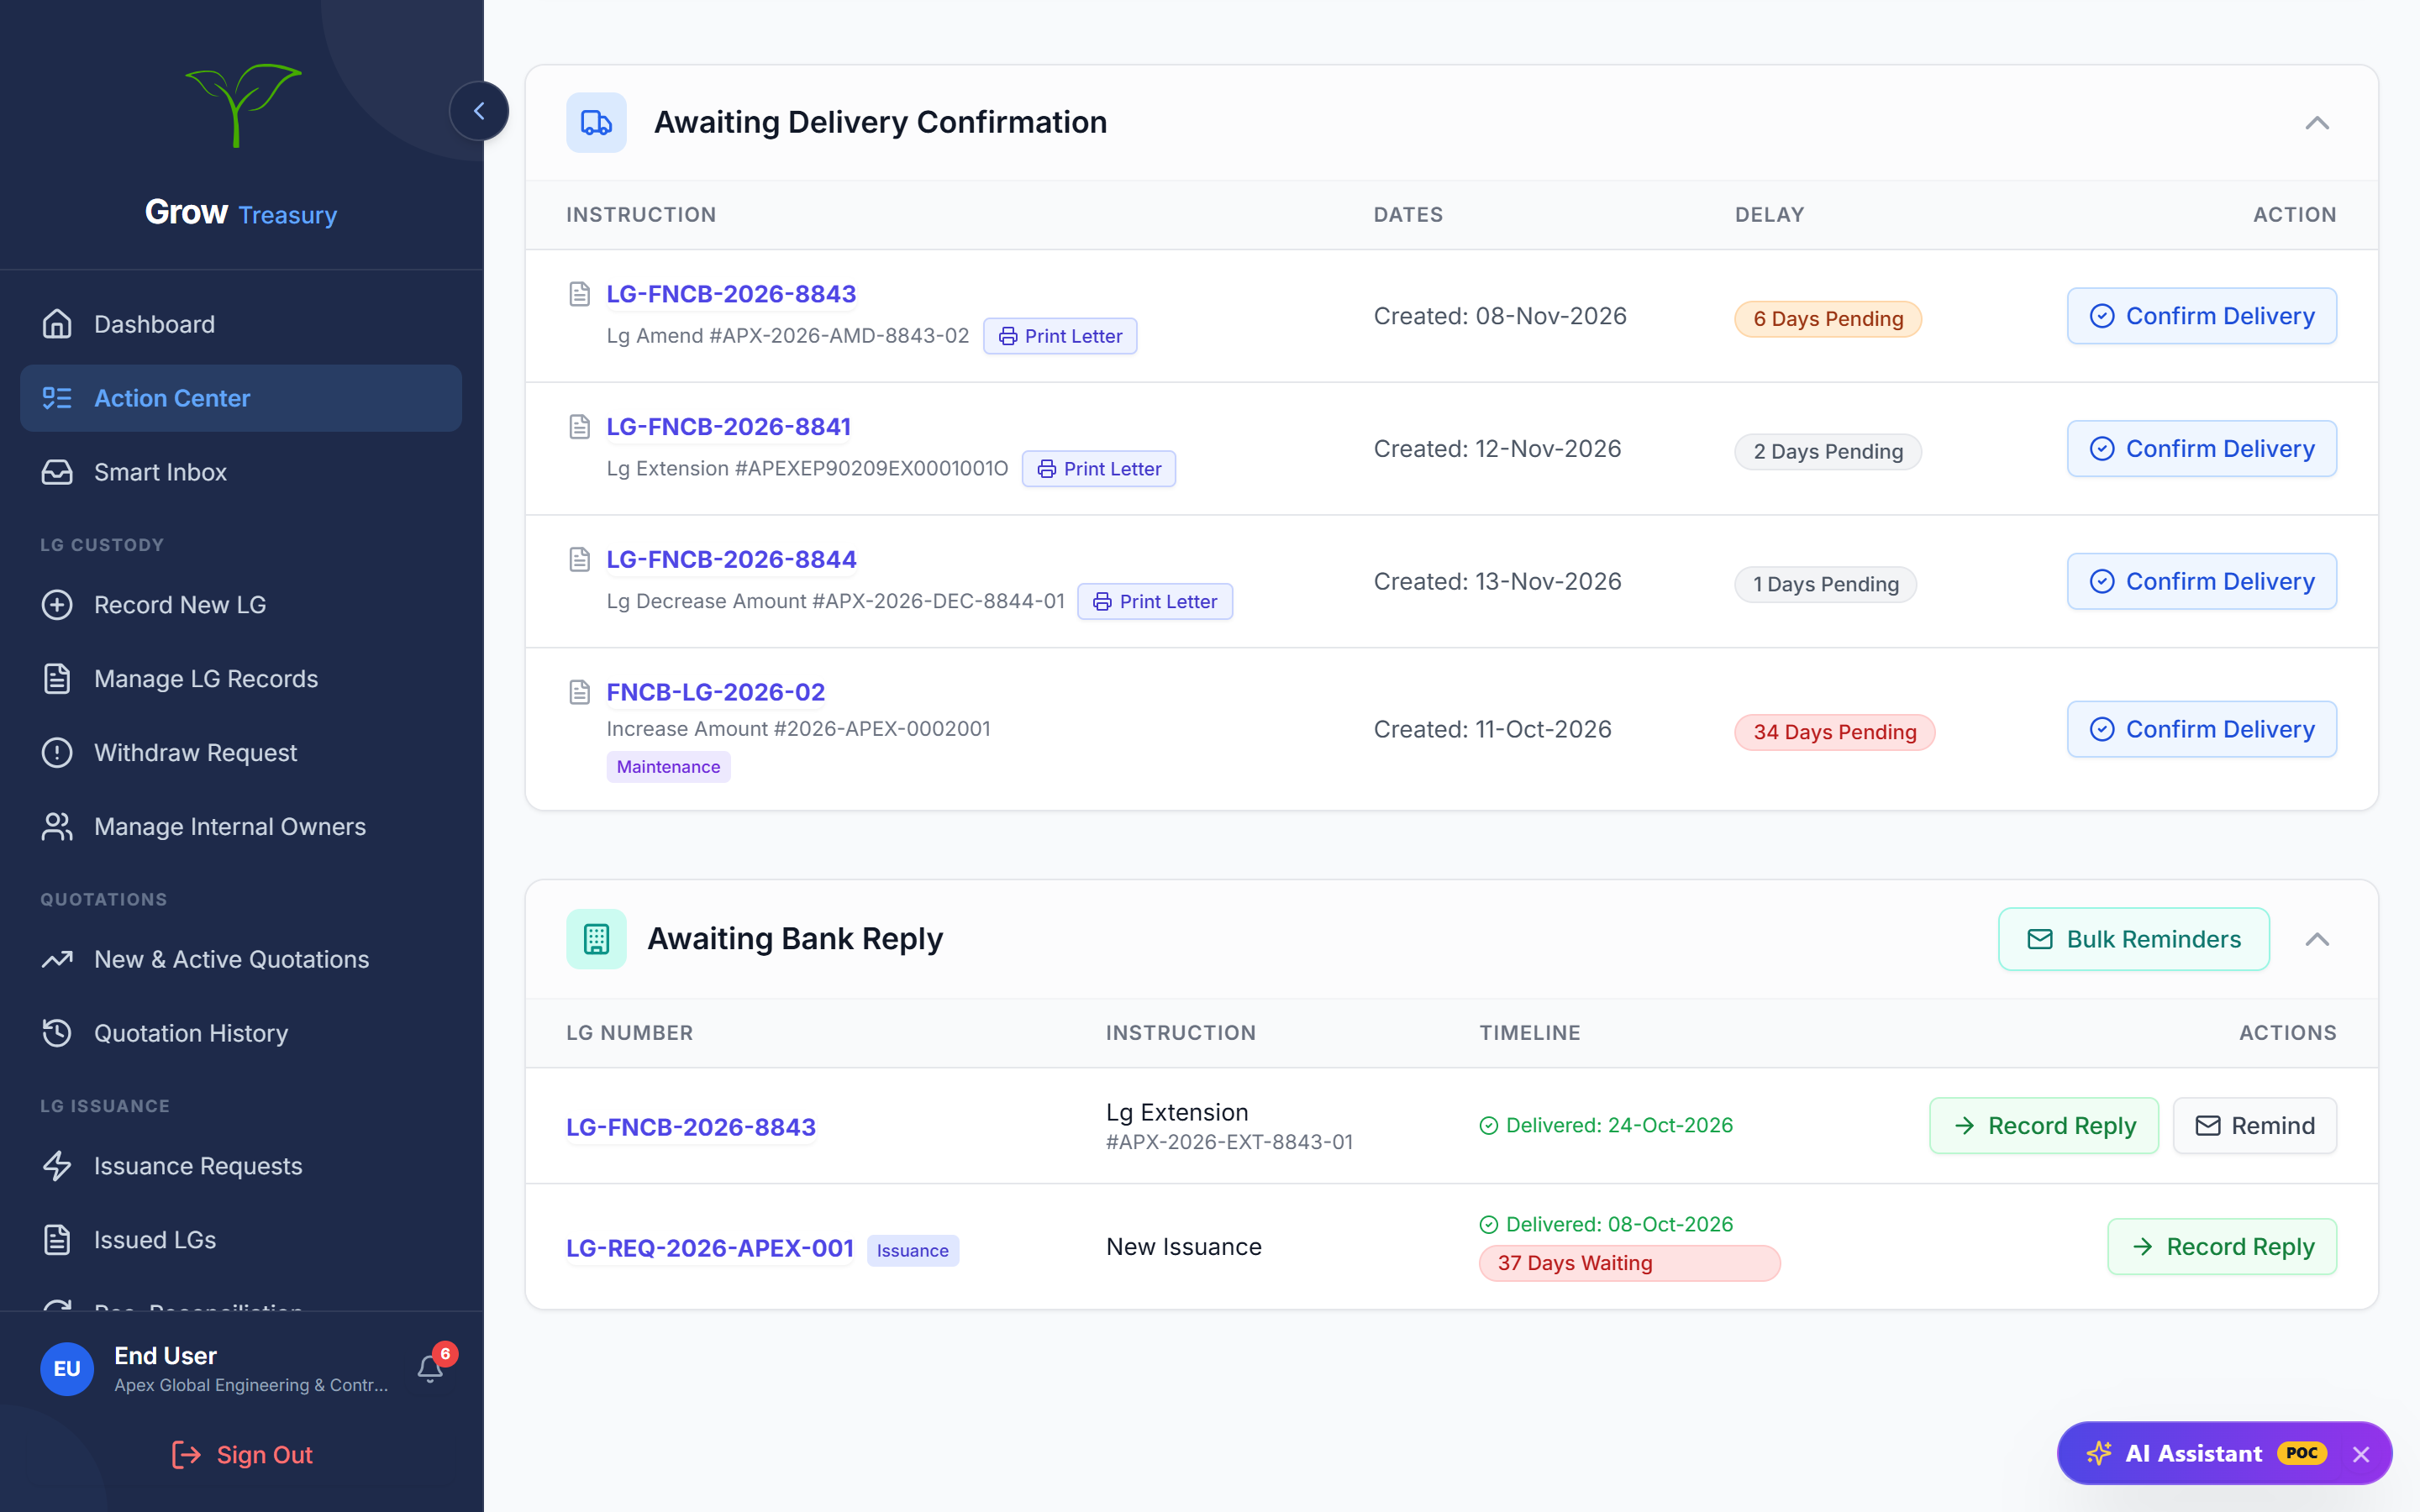 Grow Treasury
Dashboard
Action Center
Smart Inbox
LG CUSTODY
Record New LG
Manage LG Records
Withdraw Request
Manage Internal Owners
QUOTATIONS
New & Active Quotations
Quotation History
LG ISSUANCE
Issuance Requests
Issued LGs
EU
End User
Apex Global Engineering & Contr...
6
Sign Out
Awaiting Delivery Confirmation
INSTRUCTION DATES DELAY ACTION
LG-FNCB-2026-8843
Lg Amend #APX-2026-AMD-8843-02 Print Letter
Created: 08-Nov-2026 6 Days Pending Confirm Delivery
LG-FNCB-2026-8841
Lg Extension #APEXEP90209EX0001001O Print Letter
Created: 12-Nov-2026 2 Days Pending Confirm Delivery
LG-FNCB-2026-8844
Lg Decrease Amount #APX-2026-DEC-8844-01 Print Letter
Created: 13-Nov-2026 1 Days Pending Confirm Delivery
FNCB-LG-2026-02
Increase Amount #2026-APEX-0002001
Maintenance
Created: 11-Oct-2026 34 Days Pending Confirm Delivery
Awaiting Bank Reply
Bulk Reminders
LG NUMBER INSTRUCTION TIMELINE ACTIONS
LG-FNCB-2026-8843
Lg Extension
#APX-2026-EXT-8843-01
Delivered: 24-Oct-2026
Record Reply Remind
LG-REQ-2026-APEX-001 Issuance
New Issuance
Delivered: 08-Oct-2026
37 Days Waiting
Record Reply
AI Assistant POC